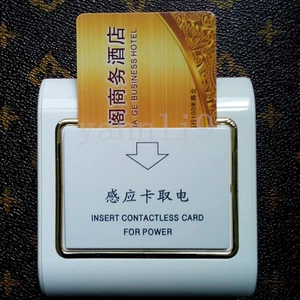 阁商务酒店
GE BUSINESS HOTEL
感应卡取电
INSERT CONTACTLESS CARD
FOR POWER